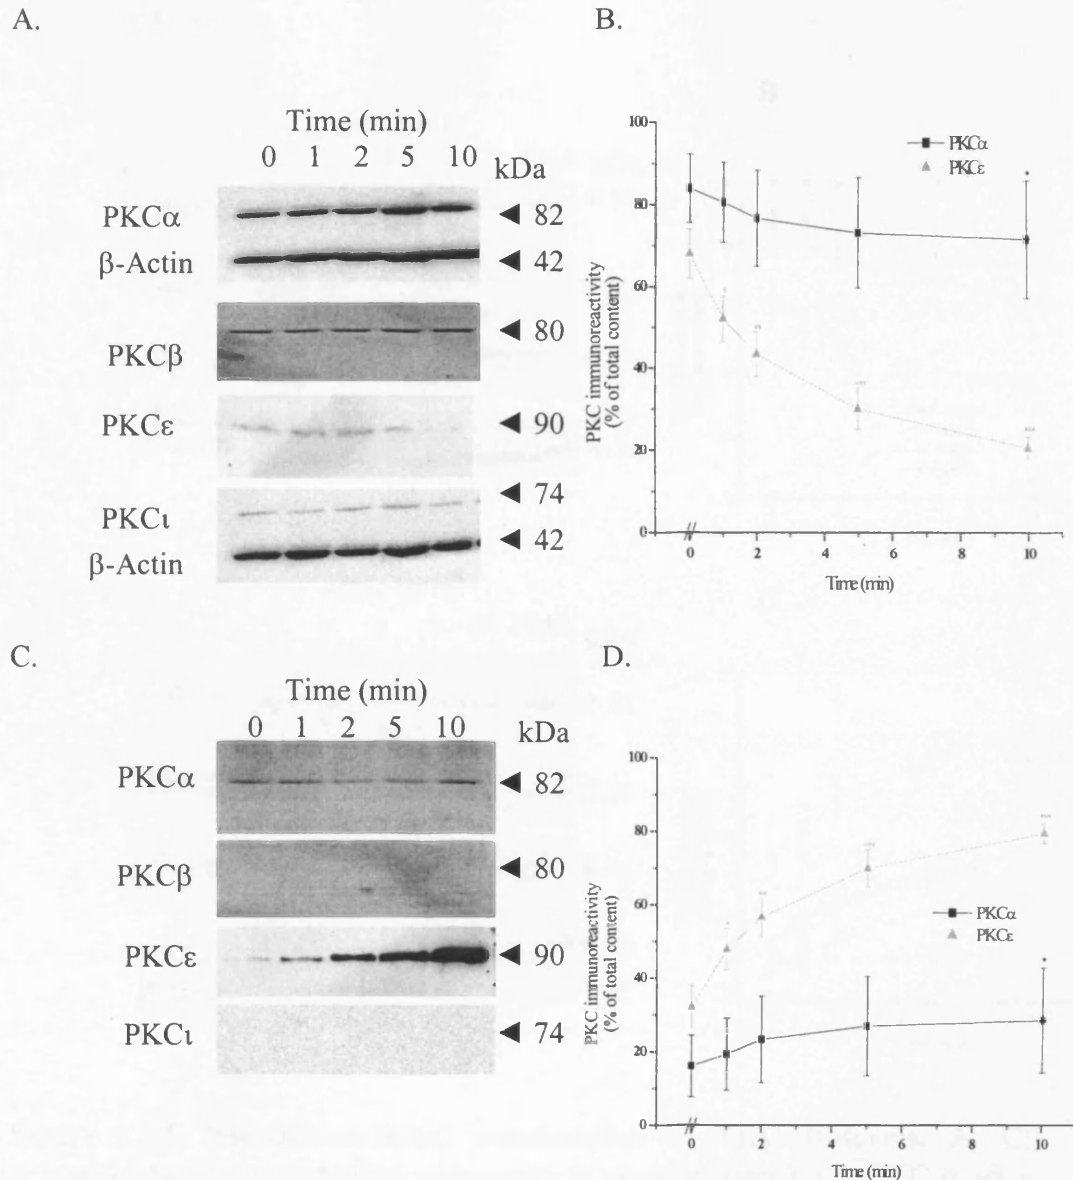 A.
Time (min)
0 1 2 5 10
kDa
PKCα
82
β-Actin
42
PKCβ
80
PKCε
90
PKCι
74
β-Actin
42
B.
100
80
60
40
20
0
PKC immunoreactivity
(% of total content)
PKCα
PKCε
0 2 4 6 8 10
Time (min)
C.
Time (min)
0 1 2 5 10
kDa
PKCα
82
PKCβ
80
PKCε
90
PKCι
74
D.
100
80
60
40
20
0
PKC immunoreactivity
(% of total content)
PKCα
PKCε
0 2 4 6 8 10
Time (min)